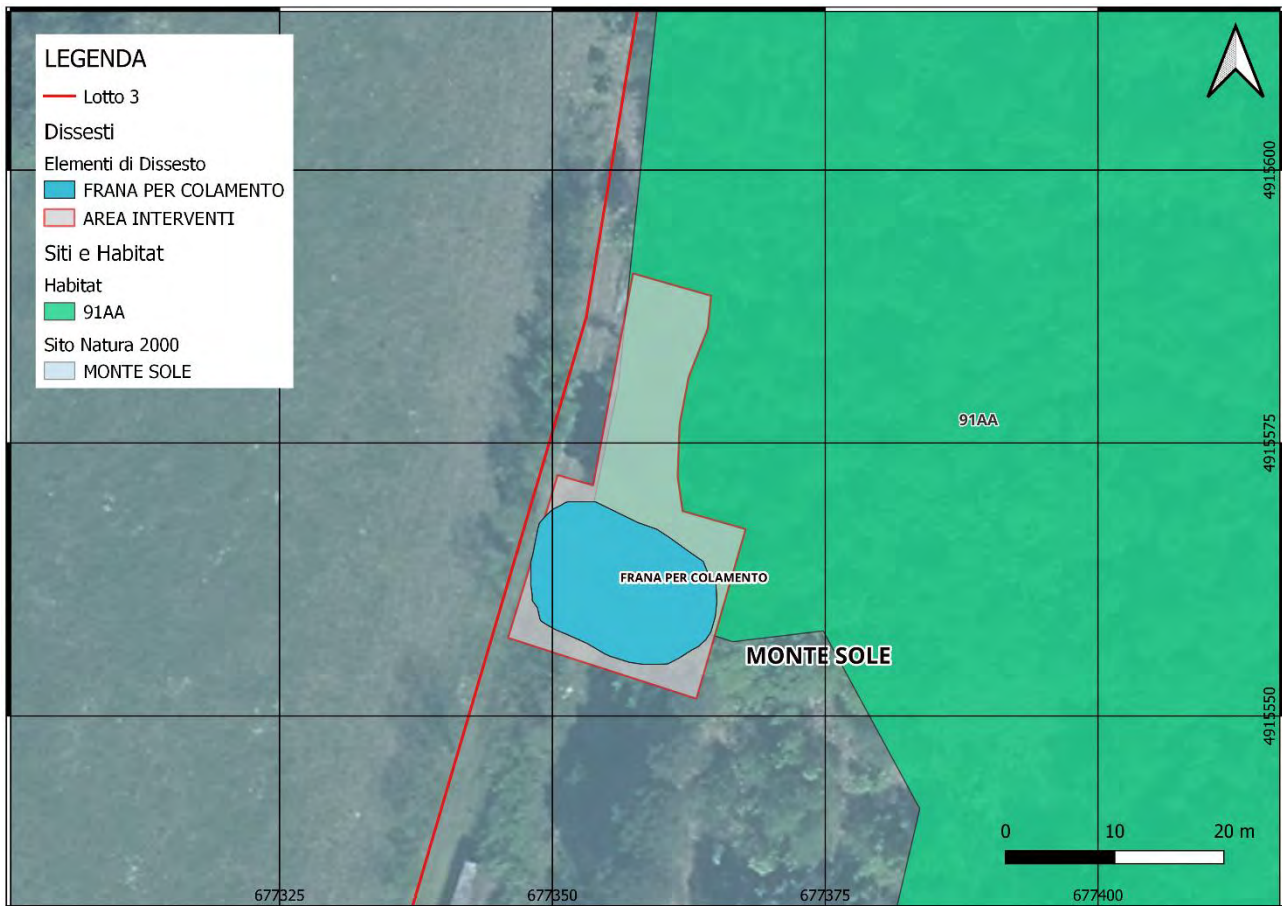 LEGENDA
Lotto 3
Dissesti
Elementi di Dissesto
FRANA PER COLAMENTO
AREA INTERVENTI
Siti e Habitat
Habitat
91AA
Sito Natura 2000
MONTE SOLE
4915600
91AA
4915575
FRANA PER COLAMENTO
MONTE SOLE
4915550
0 10 20 m
677325 677350 677375 677400